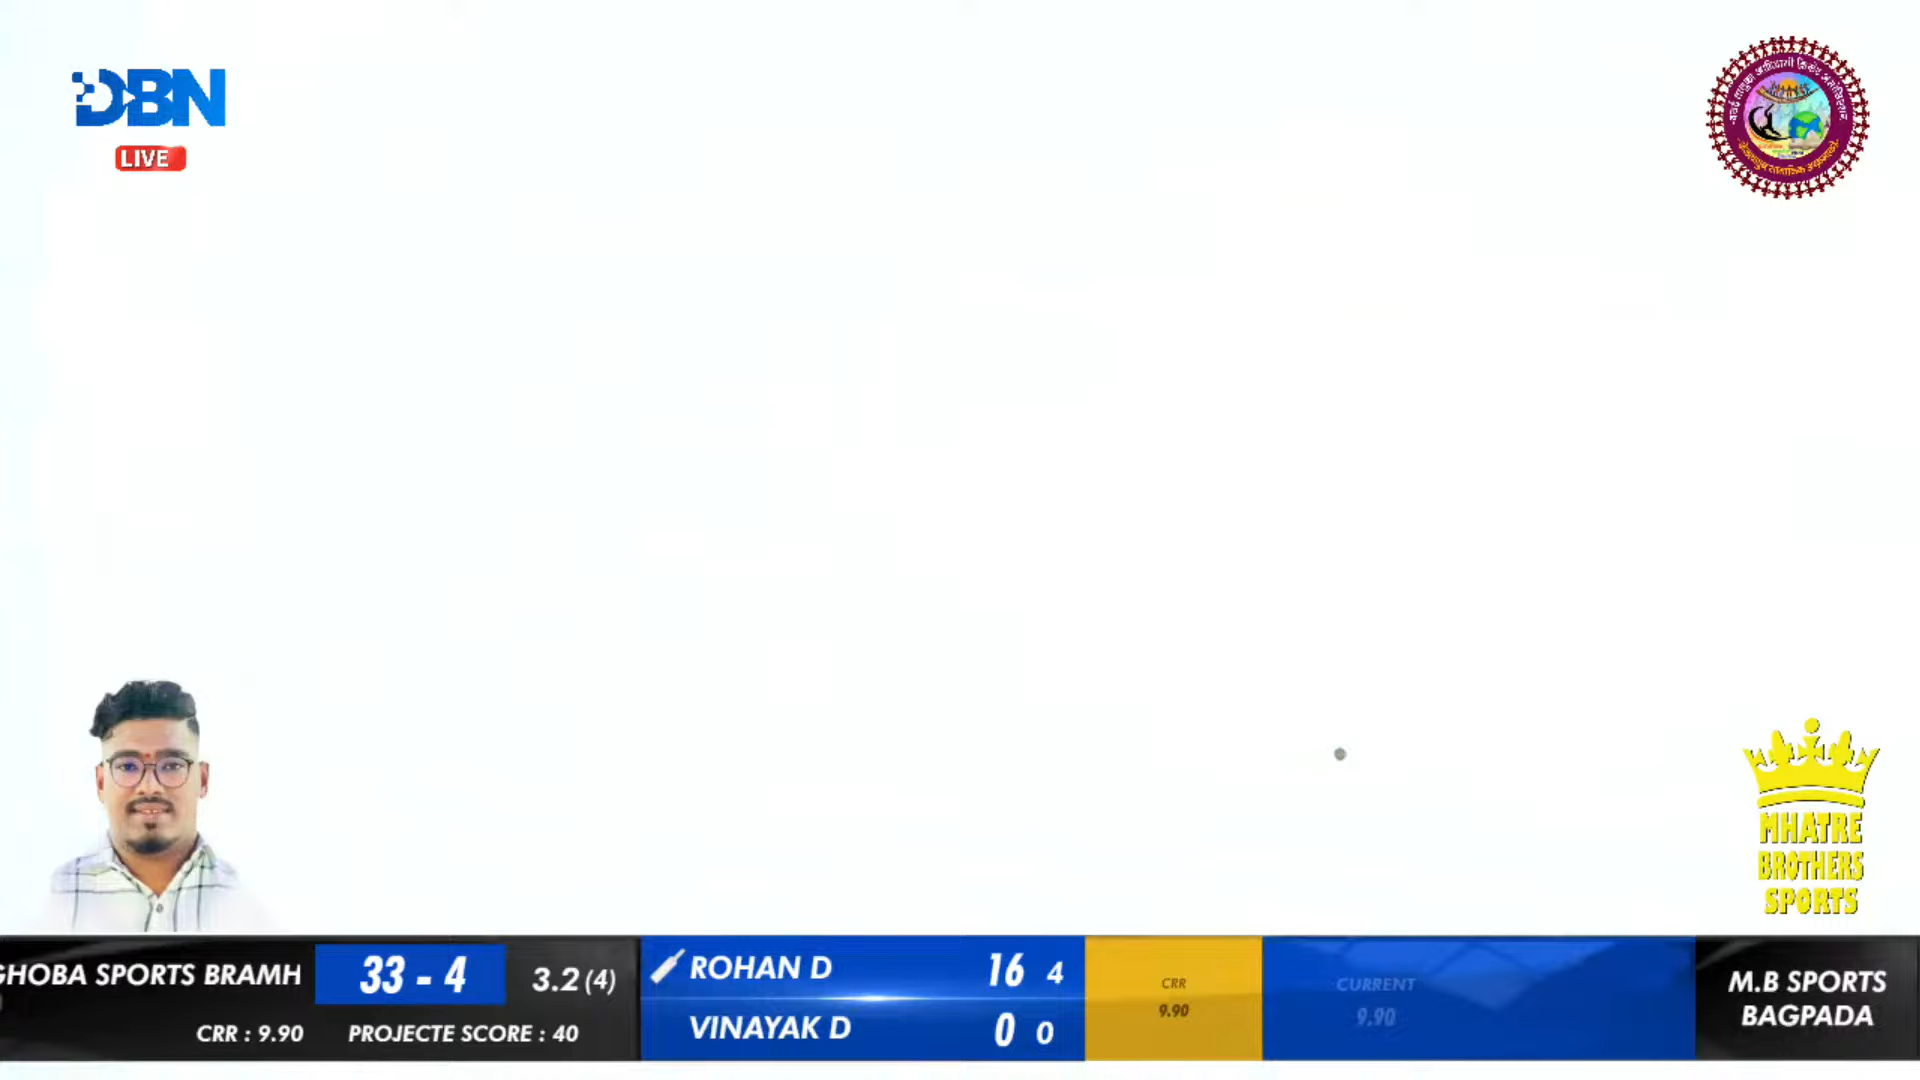 DBN
LIVE
MHATRE
BROTHERS
SPORTS
GHOBA SPORTS BRAMH
33 - 4
3.2 (4)
CRR : 9.90
PROJECTE SCORE : 40
ROHAN D 16 4
VINAYAK D 0 0
CRR
9.90
CURRENT
9.90
M.B SPORTS
BAGPADA